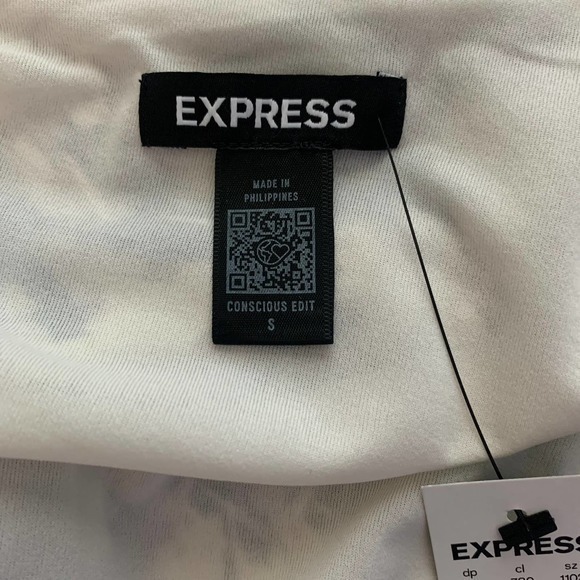 EXPRESS
MADE IN
PHILIPPINES
CONSCIOUS EDIT
S
EXPRESS
dp cl sz